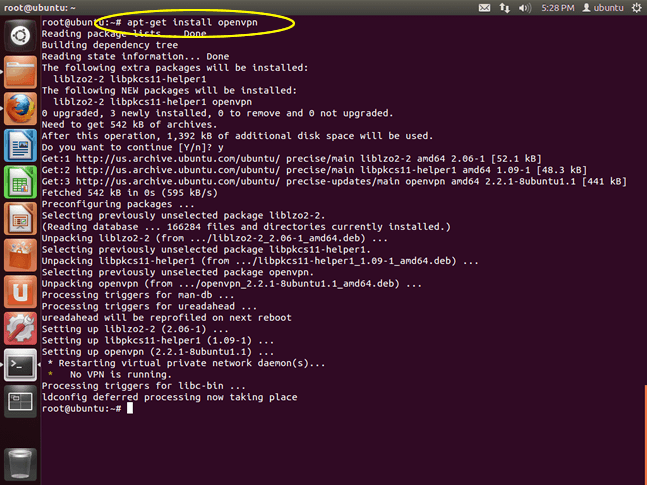 root@ubuntu: ~
5:28 PM
ubuntu
root@ubuntu:~# apt-get install openvpn
Reading package lists... Done
Building dependency tree
Reading state information... Done
The following extra packages will be installed:
  liblzo2-2 libpkcs11-helper1
The following NEW packages will be installed:
  liblzo2-2 libpkcs11-helper1 openvpn
0 upgraded, 3 newly installed, 0 to remove and 0 not upgraded.
Need to get 542 kB of archives.
After this operation, 1,392 kB of additional disk space will be used.
Do you want to continue [Y/n]? y
Get:1 http://us.archive.ubuntu.com/ubuntu/ precise/main liblzo2-2 amd64 2.06-1 [52.1 kB]
Get:2 http://us.archive.ubuntu.com/ubuntu/ precise/main libpkcs11-helper1 amd64 1.09-1 [48.3 kB]
Get:3 http://us.archive.ubuntu.com/ubuntu/ precise-updates/main openvpn amd64 2.2.1-8ubuntu1.1 [441 kB]
Fetched 542 kB in 0s (595 kB/s)
Preconfiguring packages ...
Selecting previously unselected package liblzo2-2.
(Reading database ... 166284 files and directories currently installed.)
Unpacking liblzo2-2 (from .../liblzo2-2_2.06-1_amd64.deb) ...
Selecting previously unselected package libpkcs11-helper1.
Unpacking libpkcs11-helper1 (from .../libpkcs11-helper1_1.09-1_amd64.deb) ...
Selecting previously unselected package openvpn.
Unpacking openvpn (from .../openvpn_2.2.1-8ubuntu1.1_amd64.deb) ...
Processing triggers for man-db ...
Processing triggers for ureadahead ...
ureadahead will be reprofiled on next reboot
Setting up liblzo2-2 (2.06-1) ...
Setting up libpkcs11-helper1 (1.09-1) ...
Setting up openvpn (2.2.1-8ubuntu1.1) ...
 * Restarting virtual private network daemon(s)...
 *   No VPN is running.
Processing triggers for libc-bin ...
ldconfig deferred processing now taking place
root@ubuntu:~#